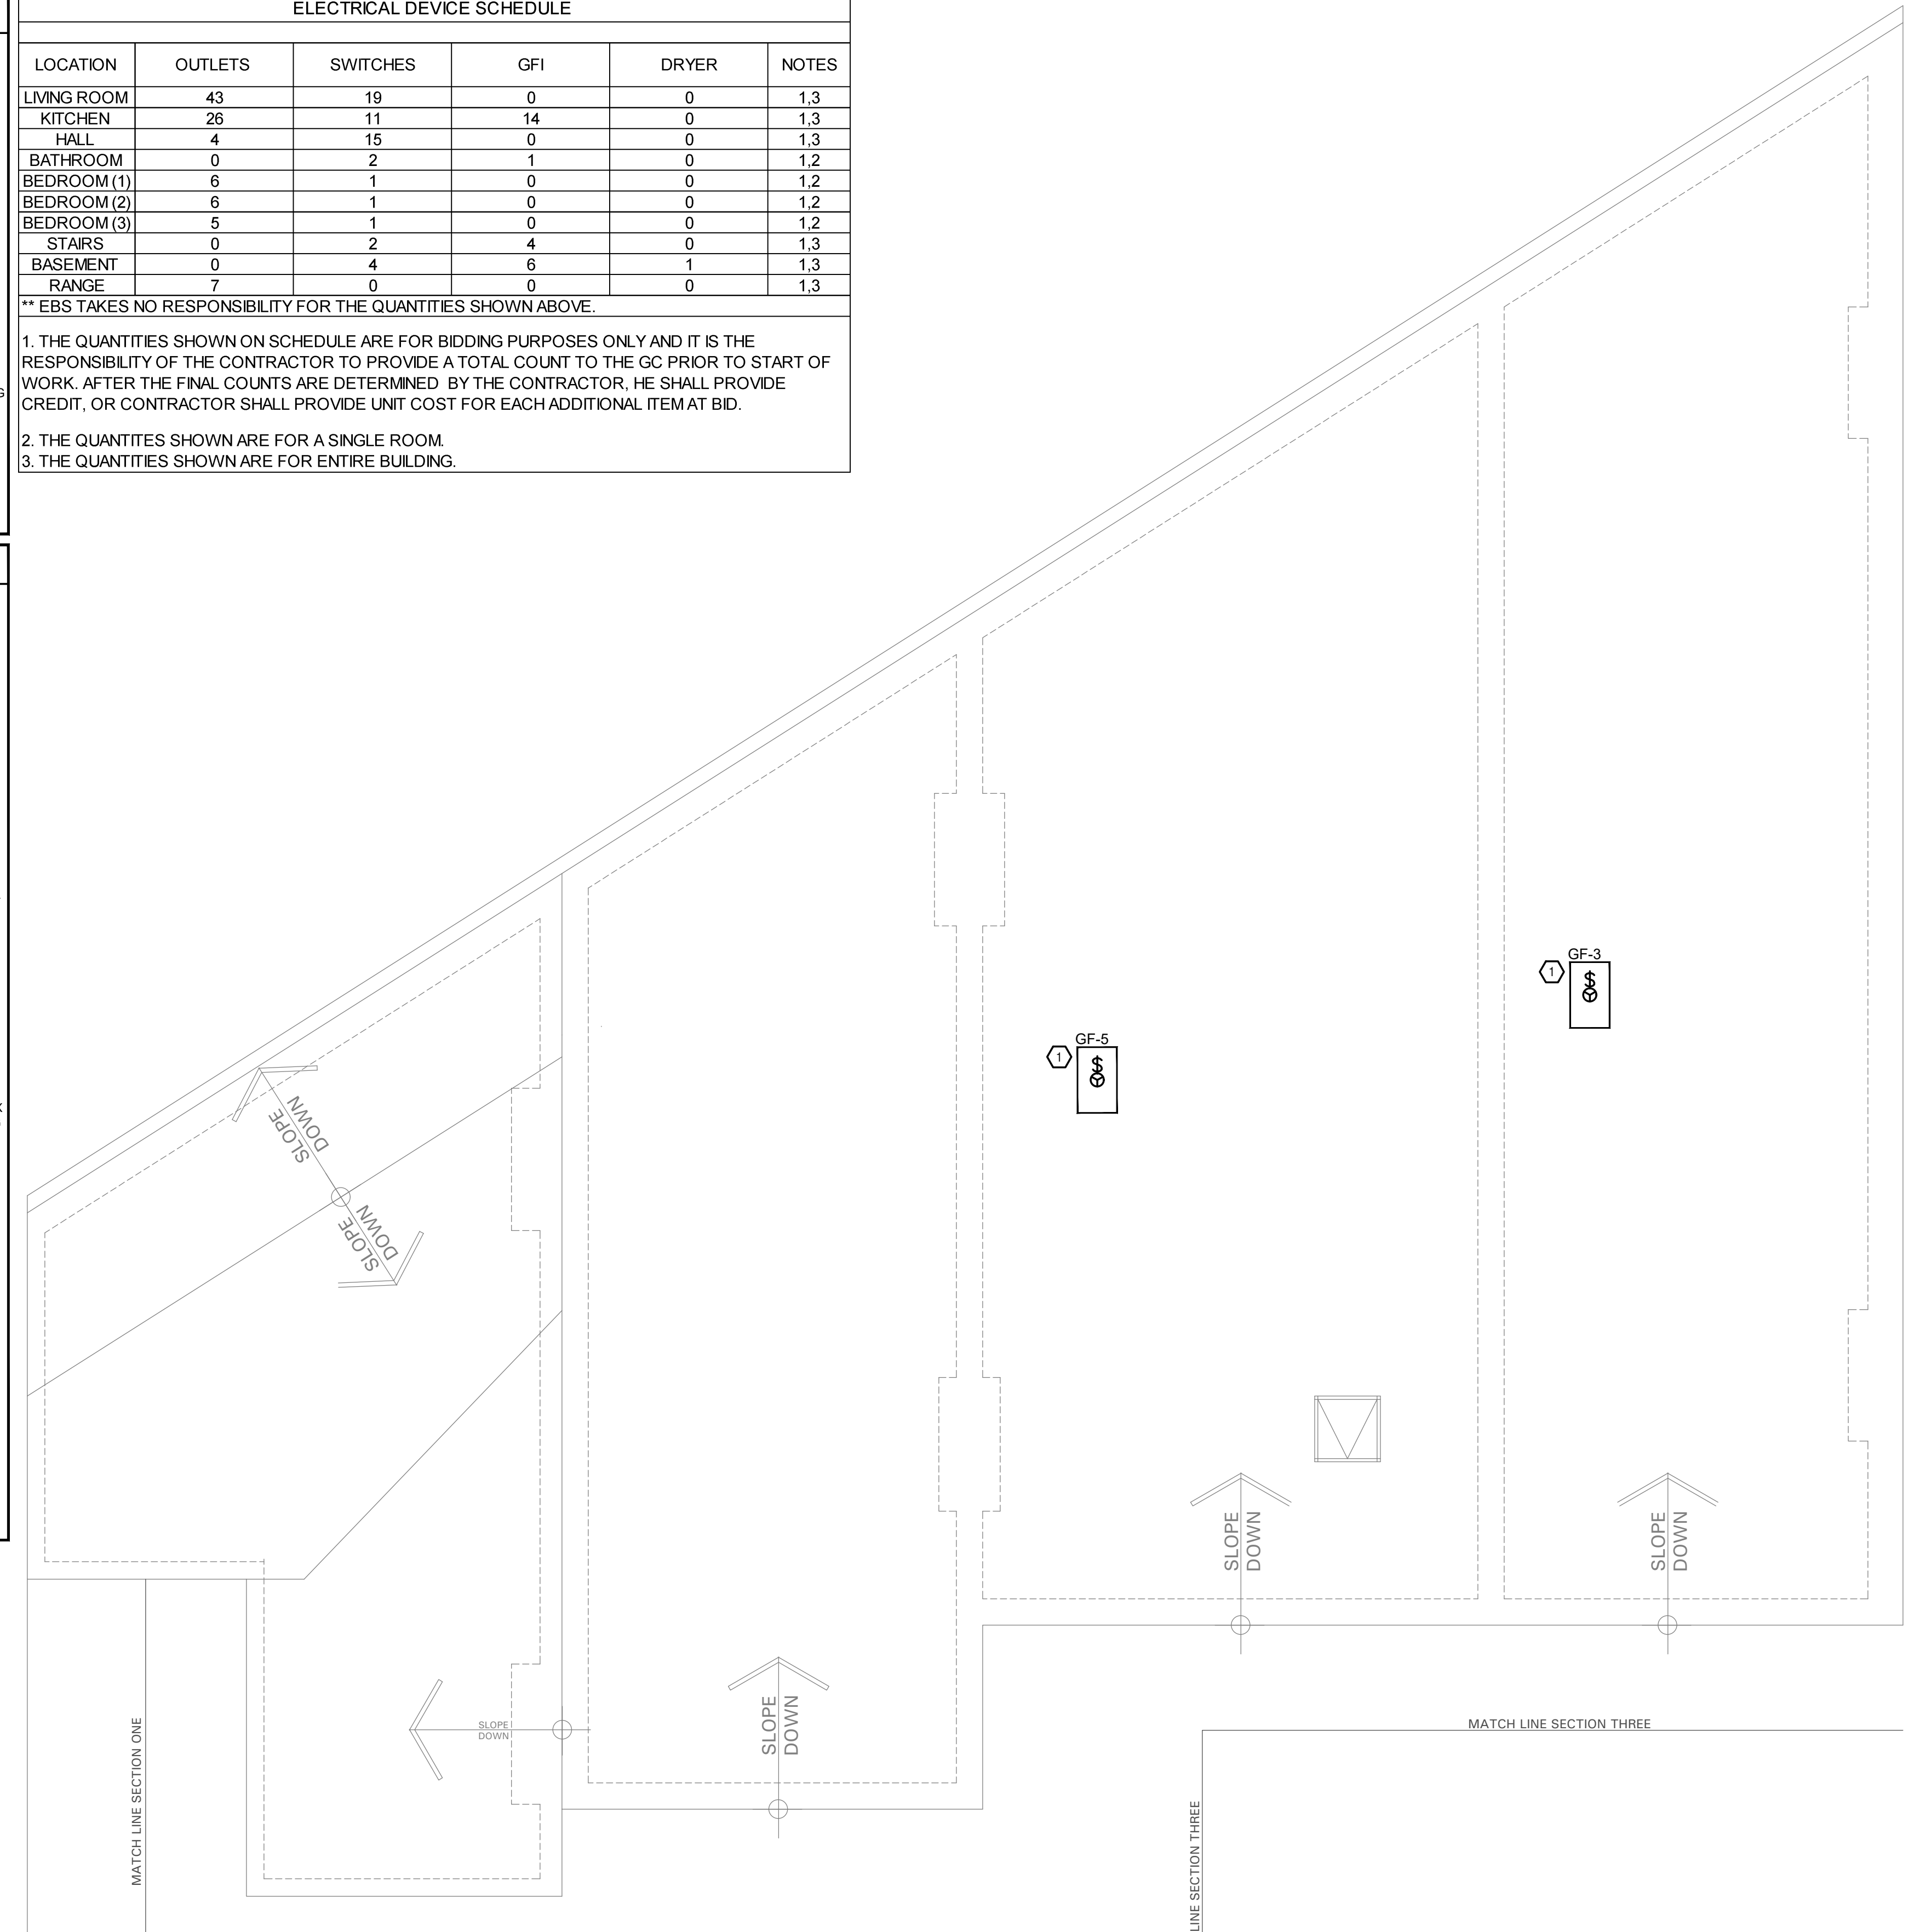 ELECTRICAL DEVICE SCHEDULE
LOCATION OUTLETS SWITCHES GFI DRYER NOTES
LIVING ROOM 43 19 0 0 1,3
KITCHEN 26 11 14 0 1,3
HALL 4 15 0 0 1,3
BATHROOM 0 2 1 0 1,2
BEDROOM (1) 6 1 0 0 1,2
BEDROOM (2) 6 1 0 0 1,2
BEDROOM (3) 5 1 0 0 1,2
STAIRS 0 2 4 0 1,3
BASEMENT 0 4 6 1 1,3
RANGE 7 0 0 0 1,3
** EBS TAKES NO RESPONSIBILITY FOR THE QUANTITIES SHOWN ABOVE.
1. THE QUANTITIES SHOWN ON SCHEDULE ARE FOR BIDDING PURPOSES ONLY AND IT IS THE
RESPONSIBILITY OF THE CONTRACTOR TO PROVIDE A TOTAL COUNT TO THE GC PRIOR TO START OF
WORK. AFTER THE FINAL COUNTS ARE DETERMINED BY THE CONTRACTOR, HE SHALL PROVIDE
CREDIT, OR CONTRACTOR SHALL PROVIDE UNIT COST FOR EACH ADDITIONAL ITEM AT BID.
2. THE QUANTITES SHOWN ARE FOR A SINGLE ROOM.
3. THE QUANTITIES SHOWN ARE FOR ENTIRE BUILDING.
GF-3
1
$
GF-5
1
$
SLOPE
DOWN
SLOPE
DOWN
SLOPE
DOWN
SLOPE
DOWN
SLOPE
DOWN
SLOPE
DOWN
MATCH LINE SECTION ONE
MATCH LINE SECTION THREE
LINE SECTION THREE